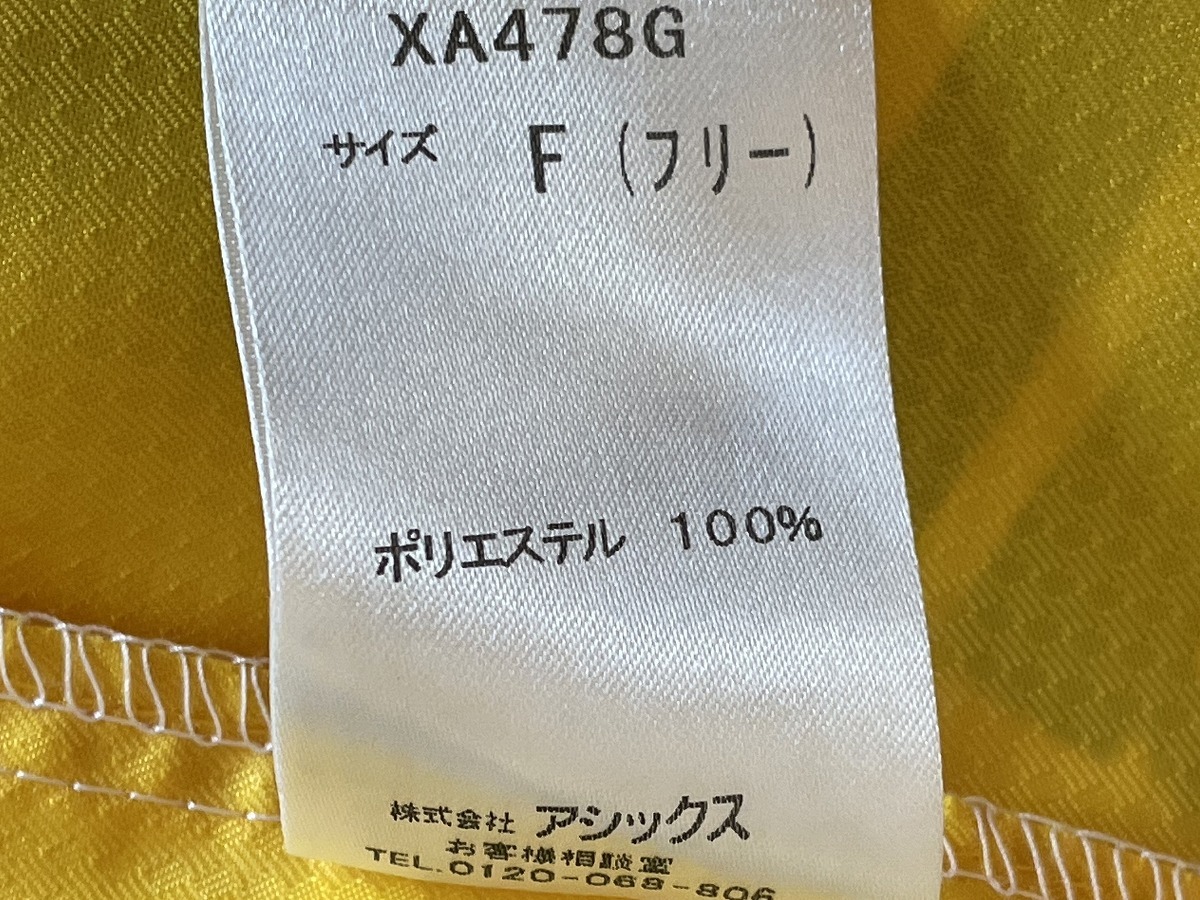 XA478G
サイズ F (フリー)
ポリエステル 100%
株式会社 アシックス
お客様相談室
TEL.0120-068-806